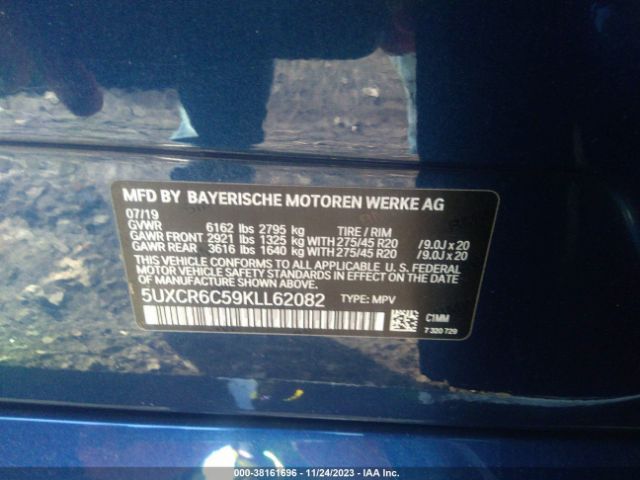 MFD BY BAYERISCHE MOTOREN WERKE AG
07/19
GVWR 6162 lbs 2795 kg TIRE / RIM
GAWR FRONT 2921 lbs 1325 kg WITH 275/45 R20 / 9.0J x 20
GAWR REAR 3616 lbs 1640 kg WITH 275/45 R20 / 9.0J x 20
THIS VEHICLE CONFORMS TO ALL APPLICABLE U.S. FEDERAL
MOTOR VEHICLE SAFETY STANDARDS IN EFFECT ON THE DATE
OF MANUFACTURE SHOWN ABOVE.
5UXCR6C59KLL62082 TYPE: MPV
C1MM
7 320 729
000-38161696 - 11/24/2023 - IAA Inc.